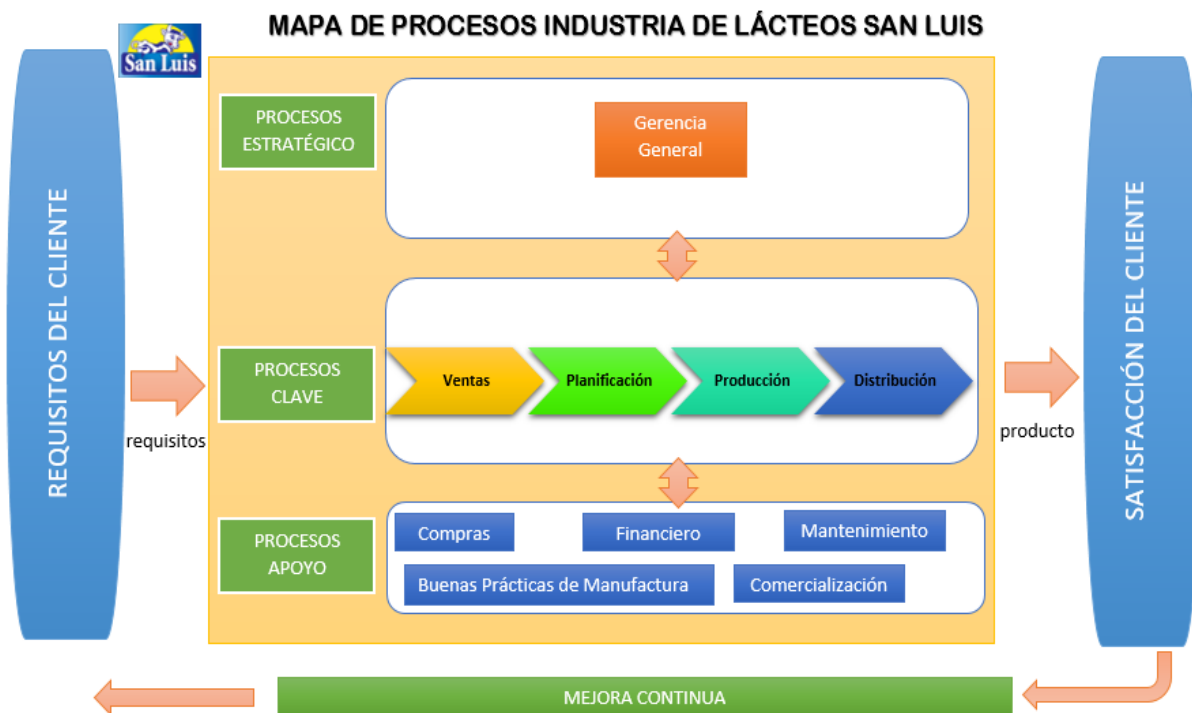 MAPA DE PROCESOS INDUSTRIA DE LÁCTEOS SAN LUIS
San Luis
REQUISITOS DEL CLIENTE
requisitos
PROCESOS
ESTRATÉGICO
Gerencia
General
PROCESOS
CLAVE
Ventas
Planificación
Producción
Distribución
PROCESOS
APOYO
Compras
Financiero
Mantenimiento
Buenas Prácticas de Manufactura
Comercialización
producto
SATISFACCIÓN DEL CLIENTE
MEJORA CONTINUA